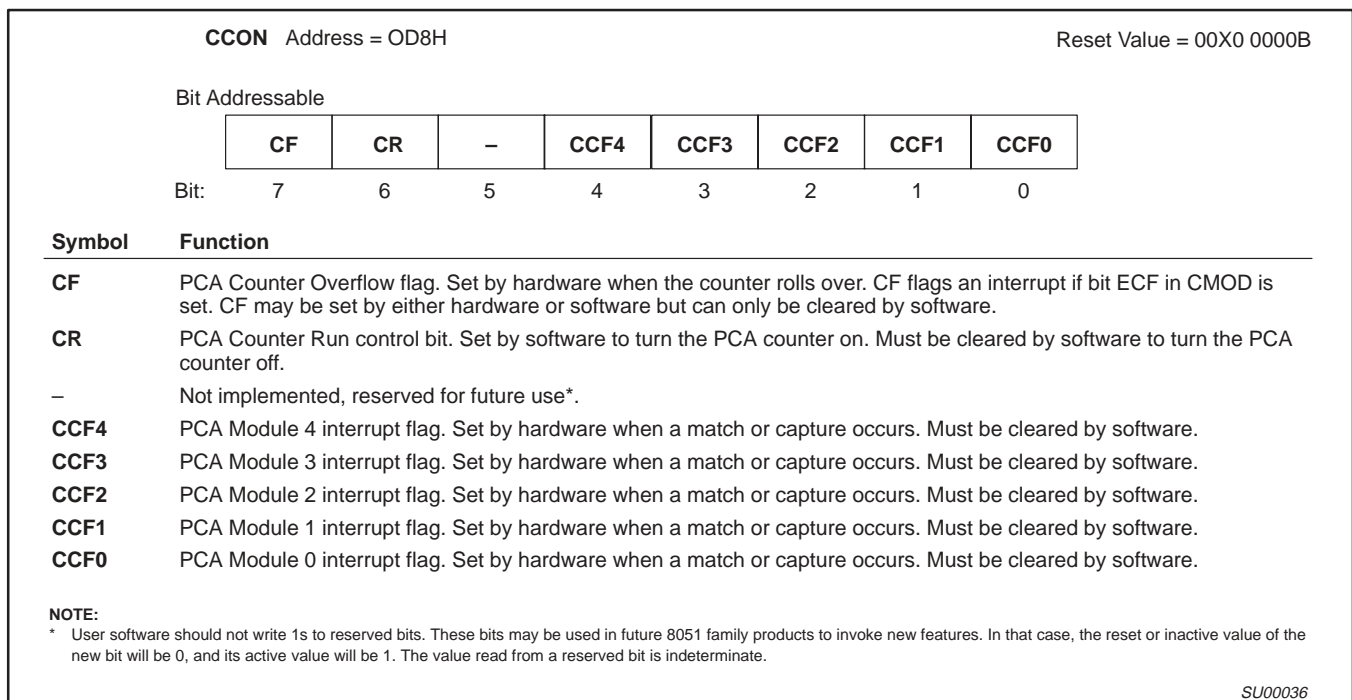 CCON Address = OD8H Reset Value = 00X0 0000B
Bit Addressable
CF CR – CCF4 CCF3 CCF2 CCF1 CCF0
Bit: 7 6 5 4 3 2 1 0
Symbol Function
CF PCA Counter Overflow flag. Set by hardware when the counter rolls over. CF flags an interrupt if bit ECF in CMOD is
set. CF may be set by either hardware or software but can only be cleared by software.
CR PCA Counter Run control bit. Set by software to turn the PCA counter on. Must be cleared by software to turn the PCA
counter off.
– Not implemented, reserved for future use*.
CCF4 PCA Module 4 interrupt flag. Set by hardware when a match or capture occurs. Must be cleared by software.
CCF3 PCA Module 3 interrupt flag. Set by hardware when a match or capture occurs. Must be cleared by software.
CCF2 PCA Module 2 interrupt flag. Set by hardware when a match or capture occurs. Must be cleared by software.
CCF1 PCA Module 1 interrupt flag. Set by hardware when a match or capture occurs. Must be cleared by software.
CCF0 PCA Module 0 interrupt flag. Set by hardware when a match or capture occurs. Must be cleared by software.
NOTE:
* User software should not write 1s to reserved bits. These bits may be used in future 8051 family products to invoke new features. In that case, the reset or inactive value of the
new bit will be 0, and its active value will be 1. The value read from a reserved bit is indeterminate.
SU00036